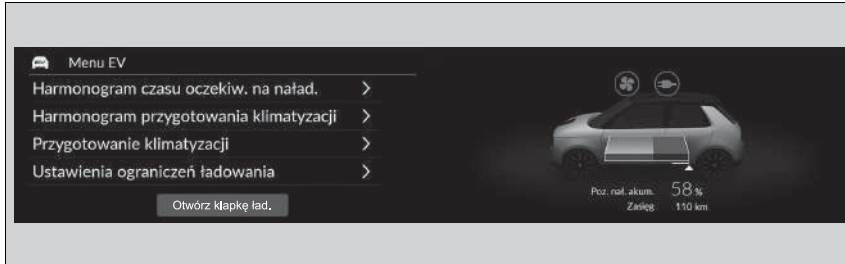 Menu EV
Harmonogram czasu oczekiw. na naład.
Harmonogram przygotowania klimatyzacji
Przygotowanie klimatyzacji
Ustawienia ograniczeń ładowania
Otwórz klapkę ład.
Poz. nał. akum. 58 %
Zasięg 110 km